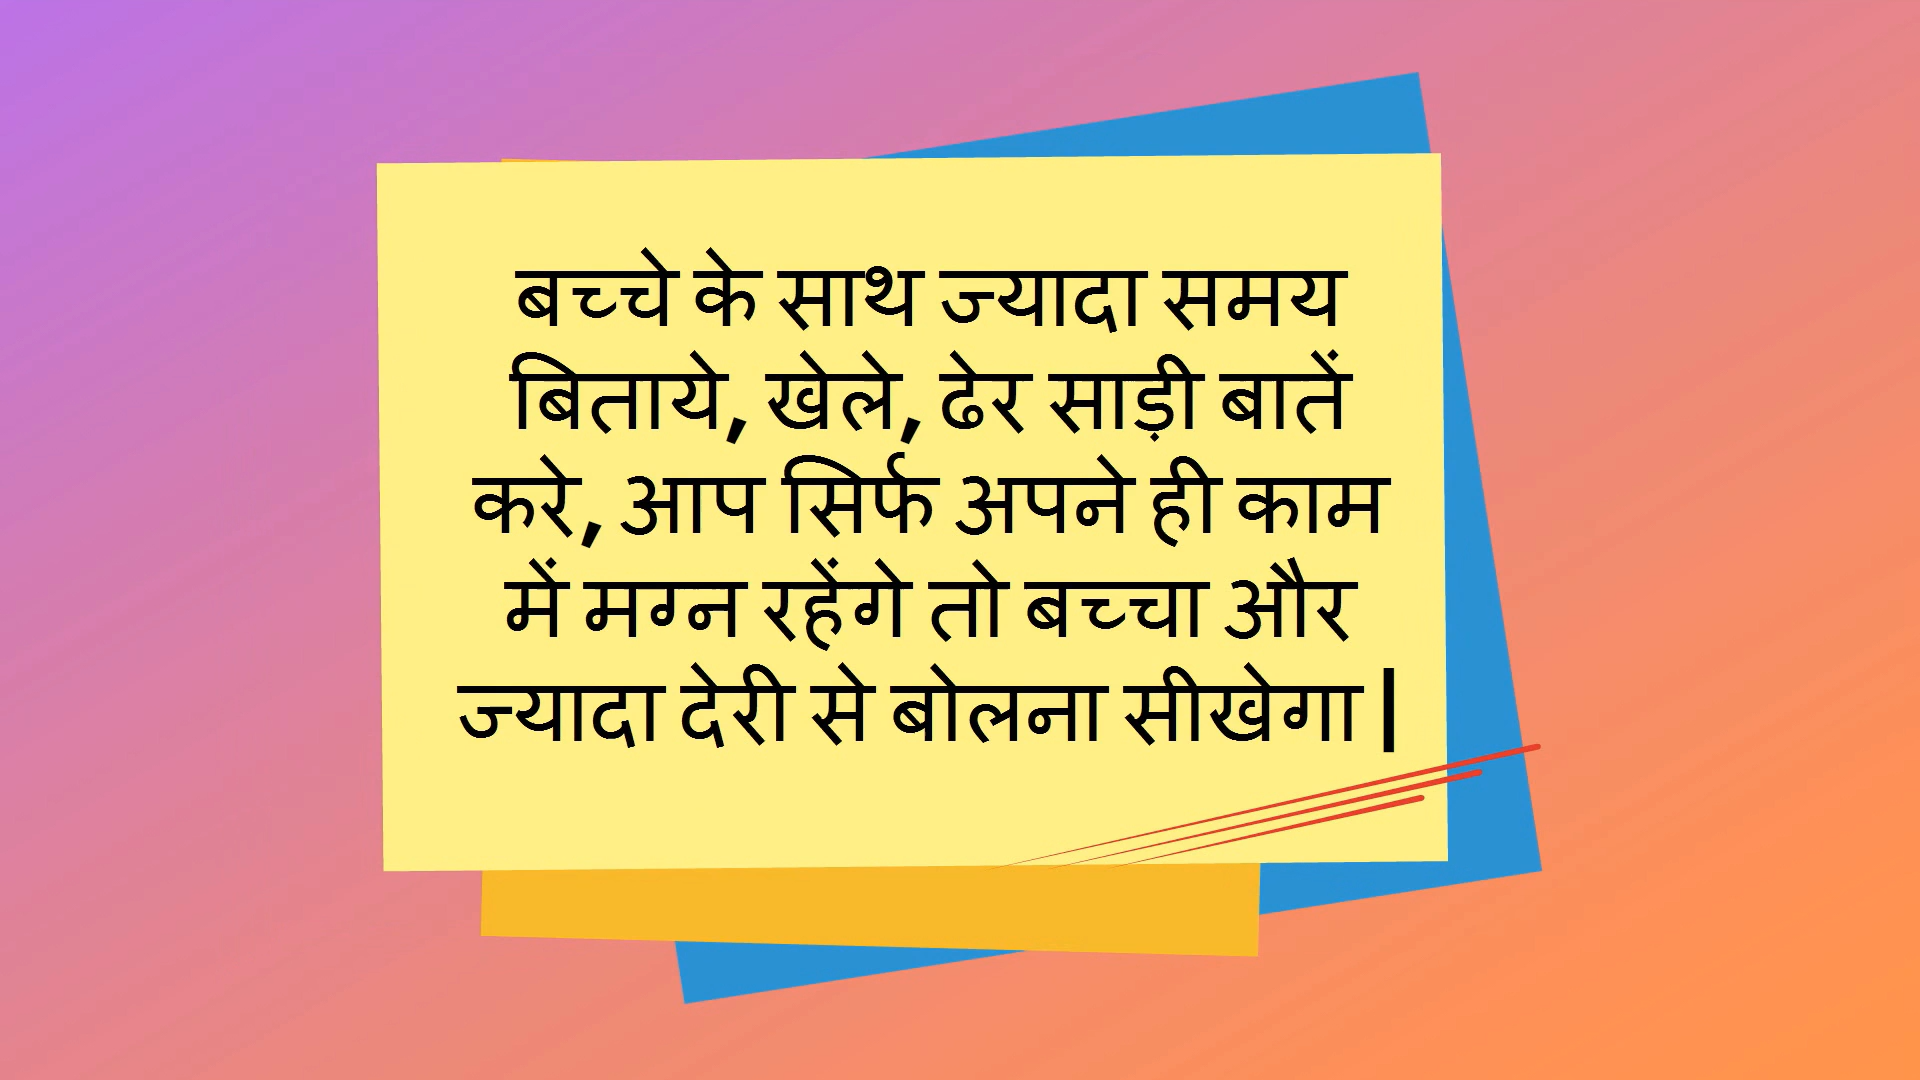 बच्चे के साथ ज्यादा समय
बिताये, खेले, ढेर साड़ी बातें
करे, आप सिर्फ अपने ही काम
में मग्न रहेंगे तो बच्चा और
ज्यादा देरी से बोलना सीखेगा|